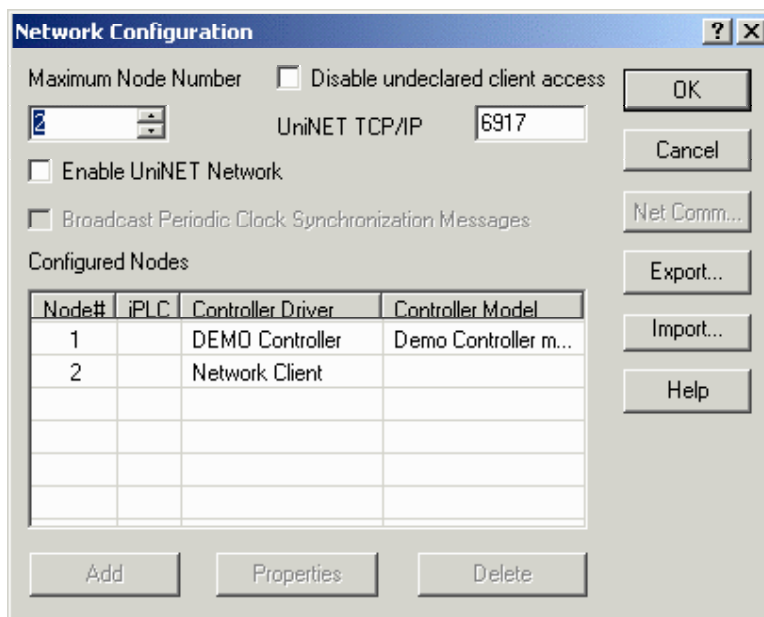 Network Configuration
Maximum Node Number
Disable undeclared client access
OK
2
UniNET TCP/IP
6917
Cancel
Enable UniNET Network
Broadcast Periodic Clock Synchronization Messages
Net Comm...
Configured Nodes
Export...
Node# iPLC Controller Driver Controller Model
1 DEMO Controller Demo Controller m...
Import...
2 Network Client
Help
Add Properties Delete